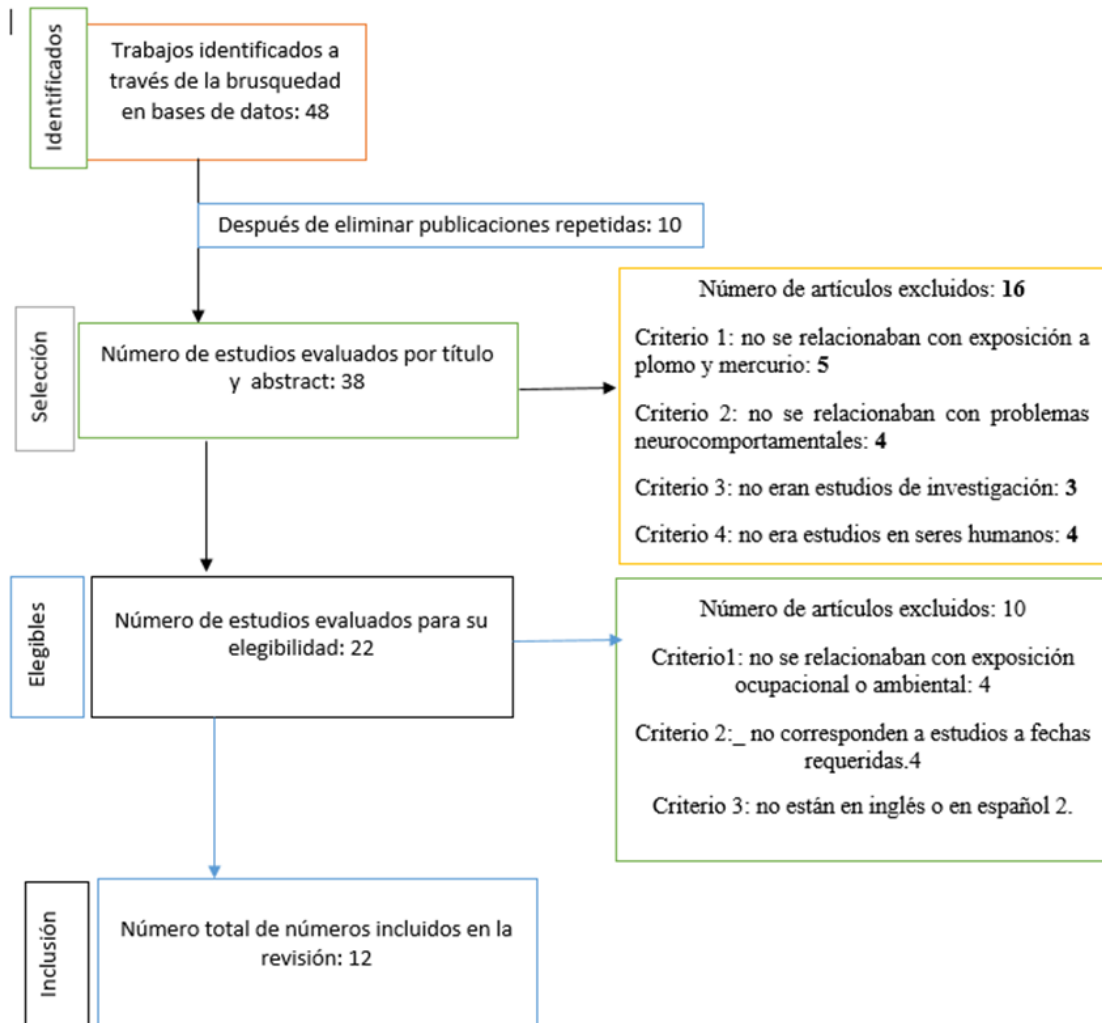 Identificados
Trabajos identificados a
través de la brusquedad
en bases de datos: 48
Después de eliminar publicaciones repetidas: 10
Selección
Número de estudios evaluados por título
y abstract: 38
Número de artículos excluidos: 16
Criterio 1: no se relacionaban con exposición a
plomo y mercurio: 5
Criterio 2: no se relacionaban con problemas
neurocomportamentales: 4
Criterio 3: no eran estudios de investigación: 3
Criterio 4: no era estudios en seres humanos: 4
Elegibles
Número de estudios evaluados para su
elegibilidad: 22
Número de artículos excluidos: 10
Criterio1: no se relacionaban con exposición
ocupacional o ambiental: 4
Criterio 2:_ no corresponden a estudios a fechas
requeridas.4
Criterio 3: no están en inglés o en español 2.
Inclusión
Número total de números incluidos en la
revisión: 12